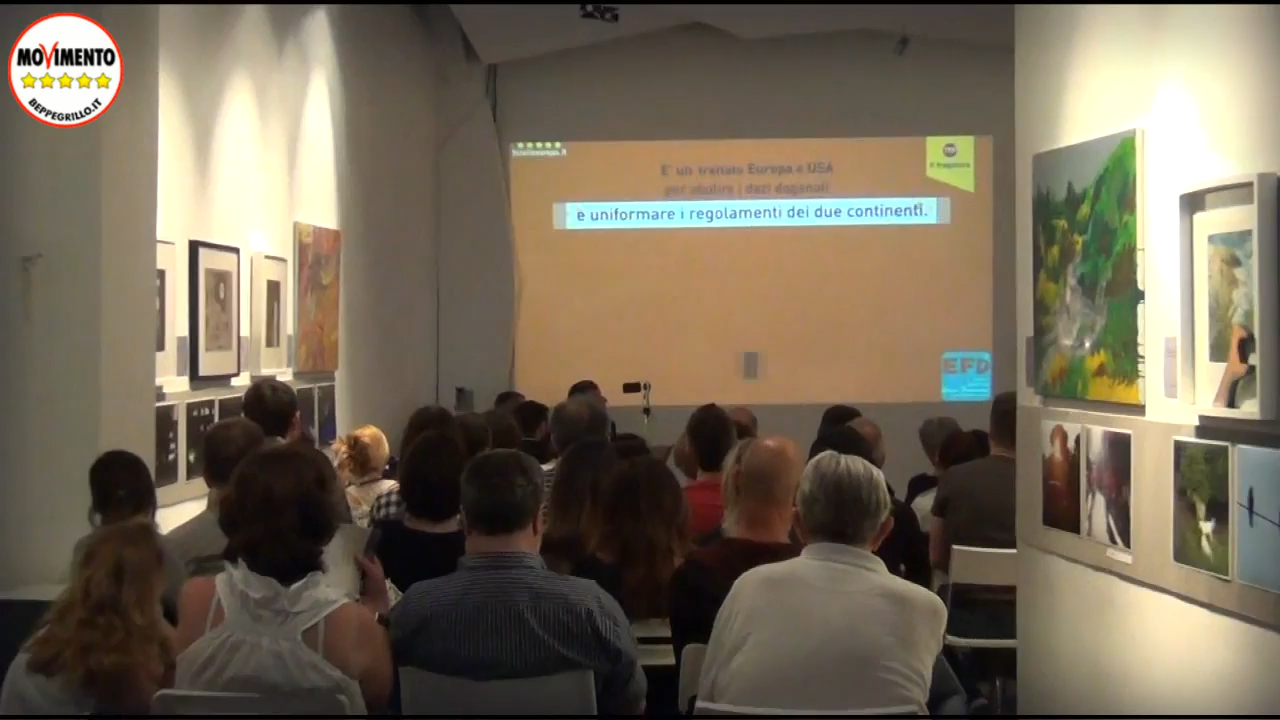 MOVIMENTO
BEPPEGRILLO.IT
E' un trattato Europa e USA
per abolire i dazi doganali
e uniformare i regolamenti dei due continenti.
EFD